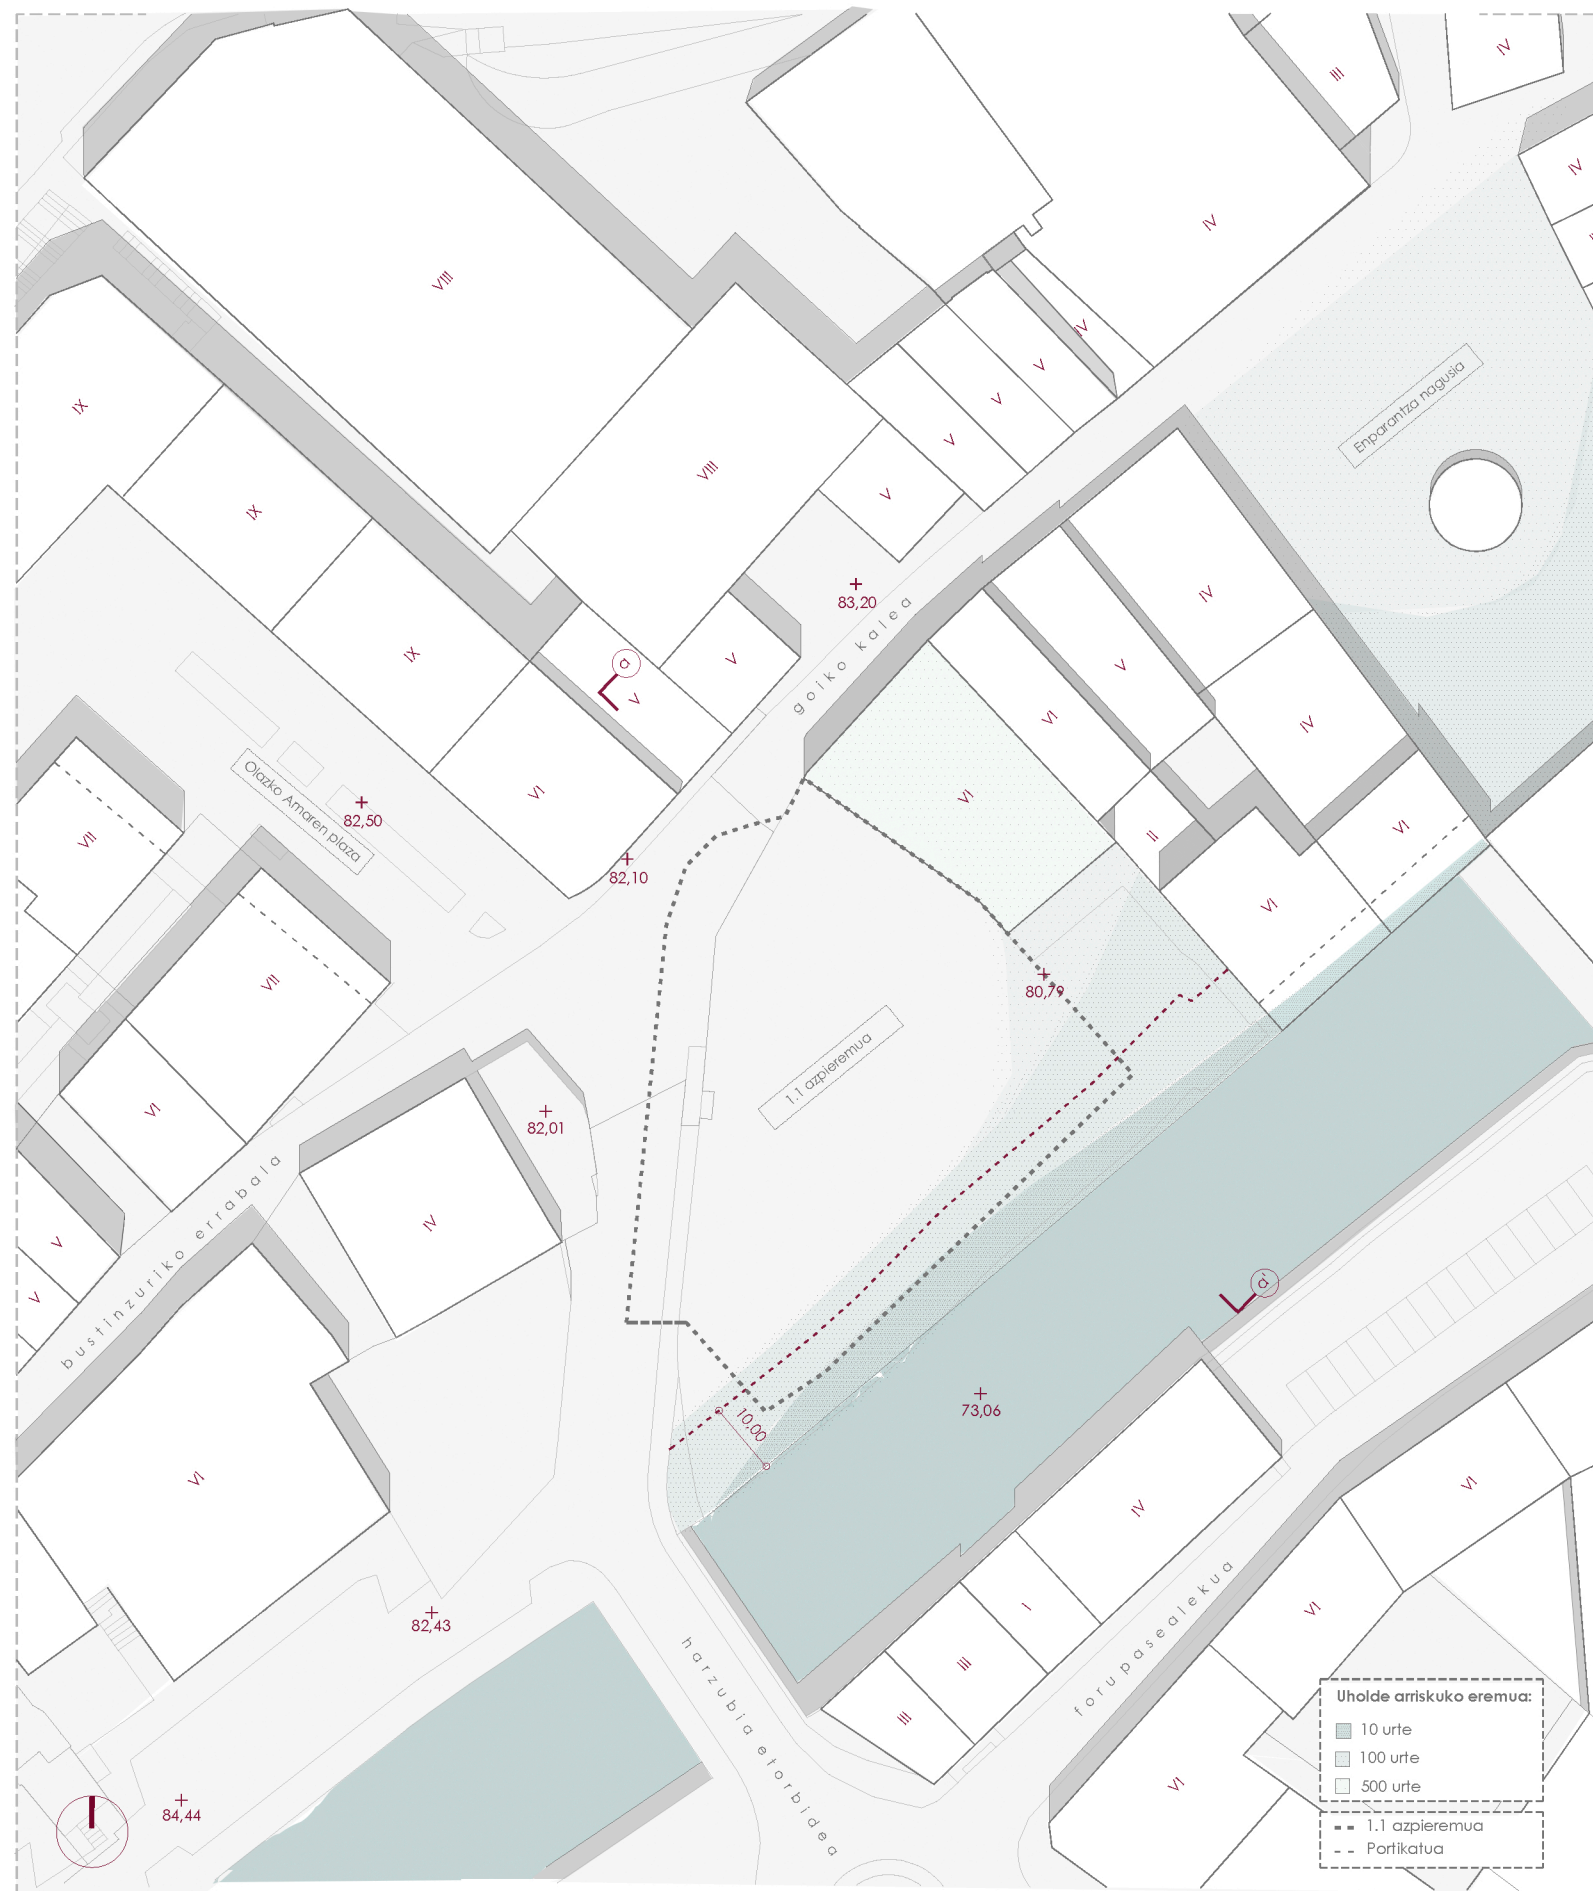 III
IV
IV
IV
VIII
IV
IX
V
V
V
Enparantza nagusia
VIII
V
IX
83,20
goiko kalea
IV
IX
V
V
V
a
VI
IV
VI
VI
82,50
Olazko Amaren plaza
VII
82,10
VI
II
VI
VI
VII
80,79
1.1 azpieremua
VI
82,01
bustinzuriko errabala
IV
V
V
a'
73,06
10,00
VI
IV
VI
I
III
III
82,43
harzubia etorbidea
forupasealekua
VI
VI
84,44
Uholde arriskuko eremua:
10 urte
100 urte
500 urte
1.1 azpieremua
Portikatua